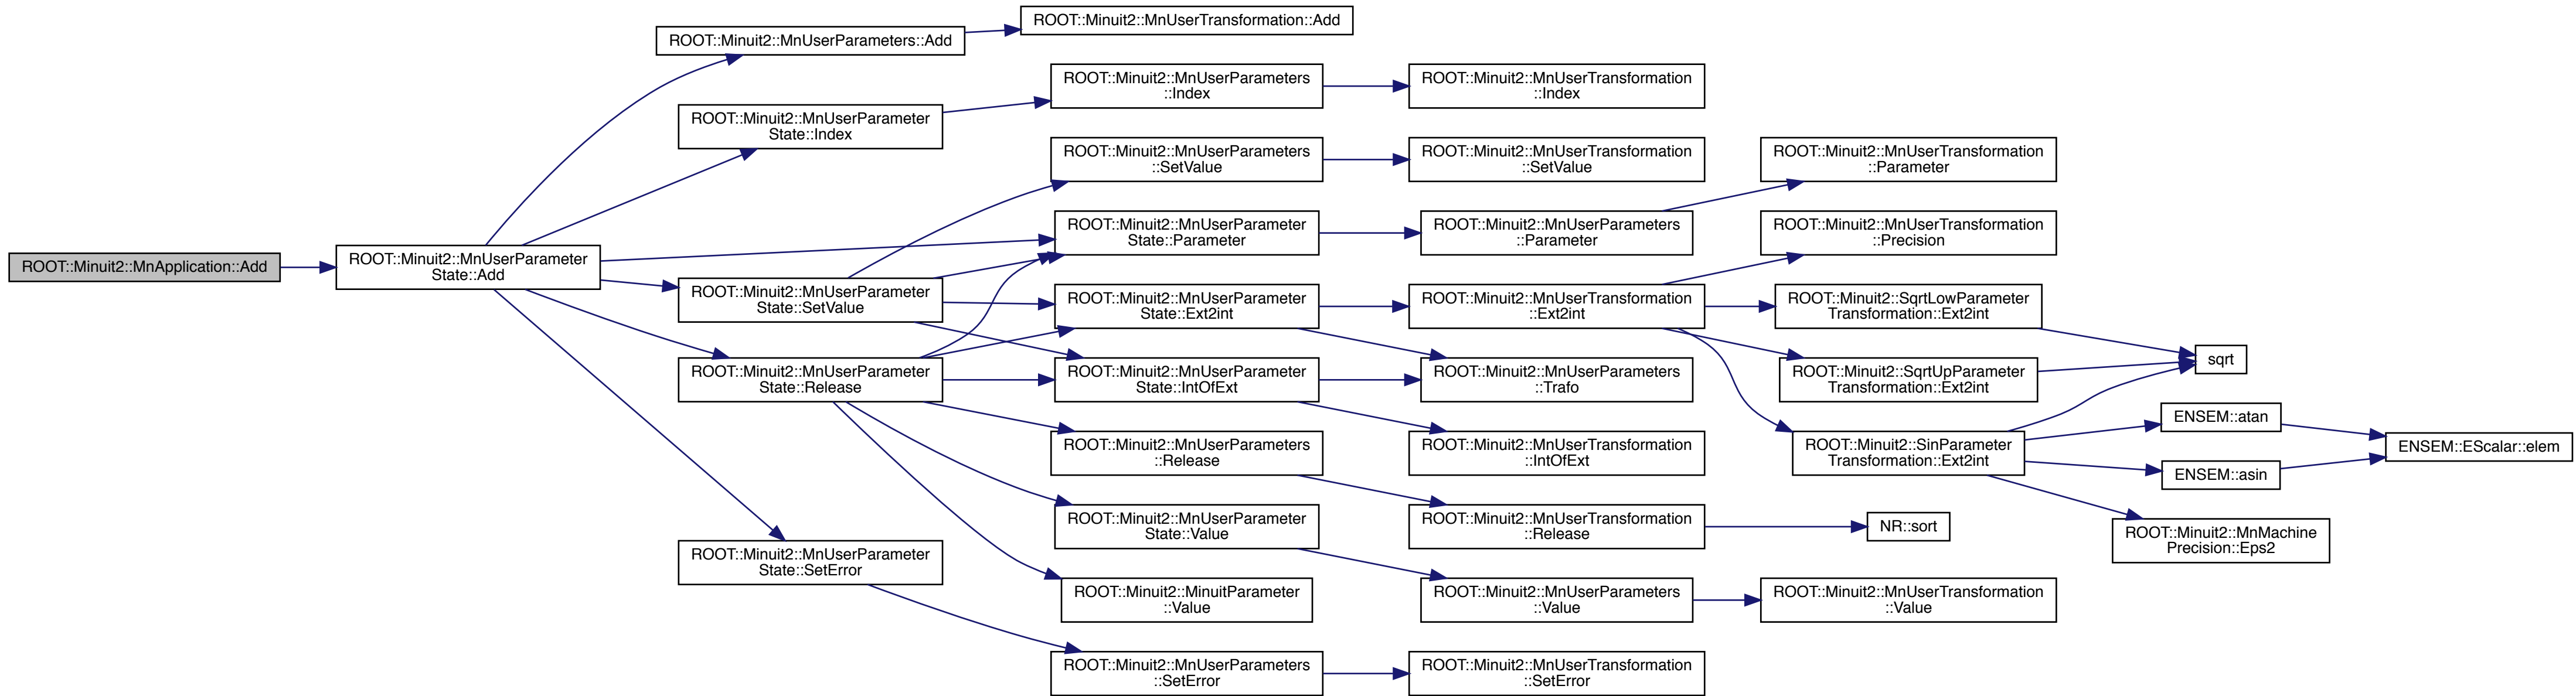 ROOT::Minuit2::MnApplication::Add
ROOT::Minuit2::MnUserParameter
State::Add
ROOT::Minuit2::MnUserParameters::Add
ROOT::Minuit2::MnUserTransformation::Add
ROOT::Minuit2::MnUserParameter
State::Index
ROOT::Minuit2::MnUserParameters
::Index
ROOT::Minuit2::MnUserTransformation
::Index
ROOT::Minuit2::MnUserParameter
State::SetValue
ROOT::Minuit2::MnUserParameters
::SetValue
ROOT::Minuit2::MnUserTransformation
::SetValue
ROOT::Minuit2::MnUserParameter
State::Parameter
ROOT::Minuit2::MnUserParameters
::Parameter
ROOT::Minuit2::MnUserTransformation
::Parameter
ROOT::Minuit2::MnUserParameter
State::Ext2int
ROOT::Minuit2::MnUserTransformation
::Ext2int
ROOT::Minuit2::MnUserTransformation
::Precision
ROOT::Minuit2::SqrtLowParameter
Transformation::Ext2int
ROOT::Minuit2::SqrtUpParameter
Transformation::Ext2int
sqrt
ROOT::Minuit2::SinParameter
Transformation::Ext2int
ENSEM::atan
ENSEM::asin
ENSEM::EScalar::elem
ROOT::Minuit2::MnMachine
Precision::Eps2
ROOT::Minuit2::MnUserParameter
State::Release
ROOT::Minuit2::MnUserParameter
State::IntOfExt
ROOT::Minuit2::MnUserParameters
::Trafo
ROOT::Minuit2::MnUserTransformation
::IntOfExt
ROOT::Minuit2::MnUserParameters
::Release
ROOT::Minuit2::MnUserTransformation
::Release
NR::sort
ROOT::Minuit2::MnUserParameter
State::Value
ROOT::Minuit2::MnUserParameters
::Value
ROOT::Minuit2::MnUserTransformation
::Value
ROOT::Minuit2::MinuitParameter
::Value
ROOT::Minuit2::MnUserParameter
State::SetError
ROOT::Minuit2::MnUserParameters
::SetError
ROOT::Minuit2::MnUserTransformation
::SetError